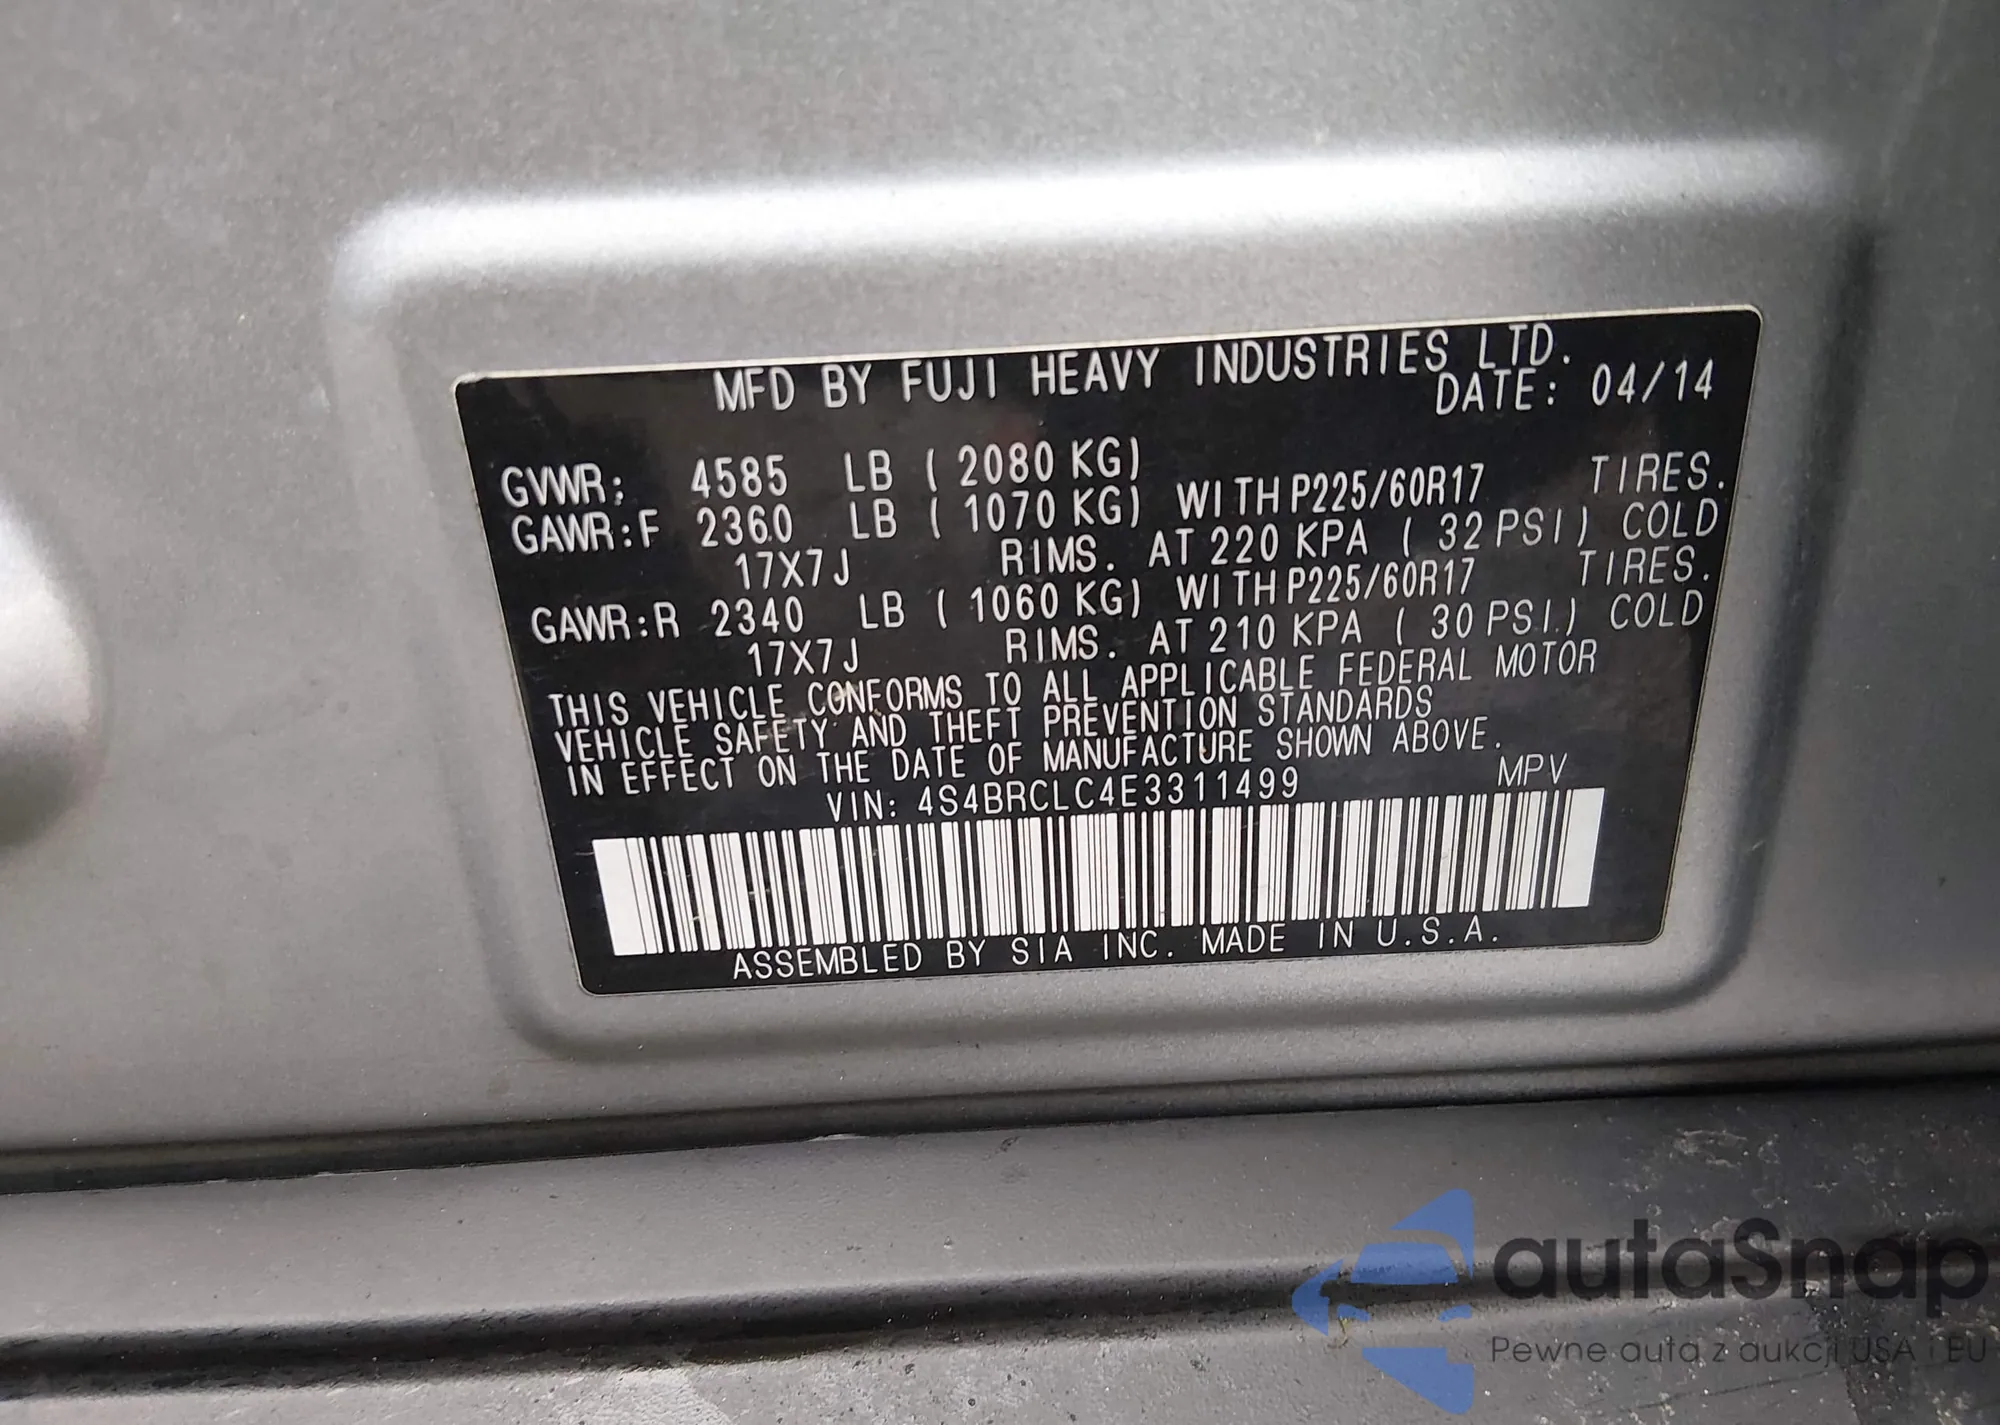 MFD BY FUJI HEAVY INDUSTRIES LTD.
DATE: 04/14
GVWR: 4585 LB ( 2080 KG)
GAWR:F 2360 LB ( 1070 KG) WITH P225/60R17 TIRES.
17X7J RIMS. AT 220 KPA ( 32 PSI) COLD
GAWR:R 2340 LB ( 1060 KG) WITH P225/60R17 TIRES.
17X7J RIMS. AT 210 KPA ( 30 PSI.) COLD
THIS VEHICLE CONFORMS TO ALL APPLICABLE FEDERAL MOTOR
VEHICLE SAFETY AND THEFT PREVENTION STANDARDS
IN EFFECT ON THE DATE OF MANUFACTURE SHOWN ABOVE.
VIN: 4S4BRCLC4E3311499 MPV
ASSEMBLED BY SIA INC. MADE IN U.S.A.
autaSnap
Pewne auta z aukcji USA i EU